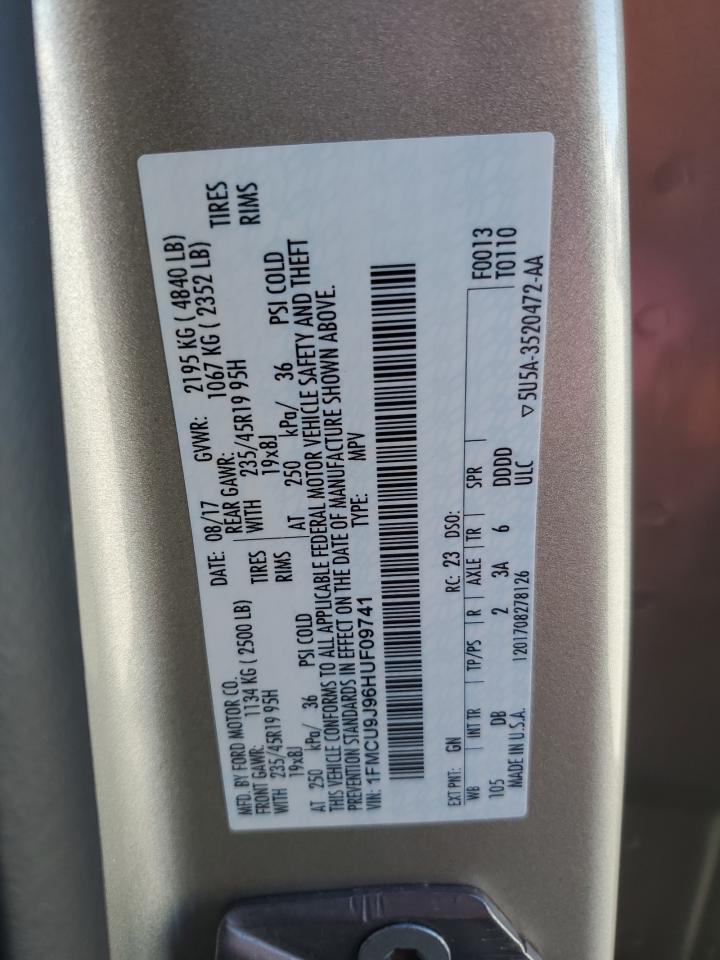 MFD. BY FORD MOTOR CO.
DATE: 08/17 GVWR: 2195 KG ( 4840 LB)
FRONT GAWR: 1134 KG ( 2500 LB) REAR GAWR: 1067 KG ( 2352 LB)
WITH 235/45R19 95H TIRES WITH 235/45R19 95H TIRES
19x8J RIMS 19x8J RIMS
AT 250 kPa/ 36 PSI COLD AT 250 kPa/ 36 PSI COLD
THIS VEHICLE CONFORMS TO ALL APPLICABLE FEDERAL MOTOR VEHICLE SAFETY AND THEFT
PREVENTION STANDARDS IN EFFECT ON THE DATE OF MANUFACTURE SHOWN ABOVE.
VIN: 1FMCU9J96HUF09741 TYPE: MPV
EXT PNT: GN RC: 23 DSO: F0013
WB INT TR TP/PS R AXLE TR SPR T0110
105 DB 2 3A 6 DDDD ▽5U5A-3520472-AA
MADE IN U.S.A. 1201708278126 ULC